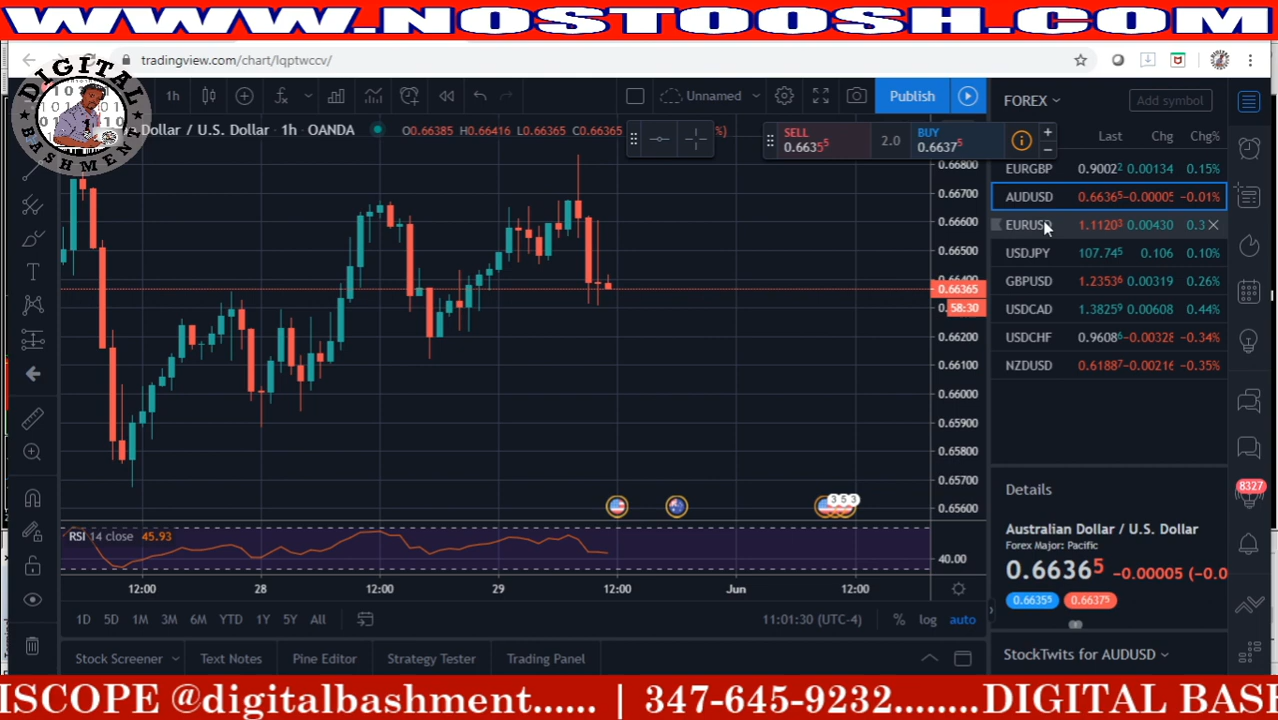 WWW.NOSTOOSH.COM
tradingview.com/chart/lqptwccv/
DIGITAL
BASHMENT
1h
Unnamed
Publish
FOREX
Add symbol
Dollar / U.S. Dollar · 1h · OANDA
O0.66385 H0.66416 L0.66365 C0.66365
%)
SELL
0.66355
2.0
BUY
0.66375
Last Chg Chg%
EURGBP 0.90022 0.00134 0.15%
AUDUSD 0.66365 −0.00005 −0.01%
EURUSD 1.11203 0.00430 0.3
USDJPY 107.745 0.106 0.10%
GBPUSD 1.23536 0.00319 0.26%
USDCAD 1.38259 0.00608 0.44%
USDCHF 0.96086 −0.00328 −0.34%
NZDUSD 0.61887 −0.00216 −0.35%
0.66800
0.66700
0.66600
0.66500
0.66400
0.66365
58:30
0.66200
0.66100
0.66000
0.65900
0.65800
0.65700
0.65600
3 5 3
RSI 14 close 45.93
40.00
12:00 28 12:00 29 12:00 Jun 12:00
1D 5D 1M 3M 6M YTD 1Y 5Y All
11:01:30 (UTC-4)
% log auto
Stock Screener Text Notes Pine Editor Strategy Tester Trading Panel
8327
Details
Australian Dollar / U.S. Dollar
Forex Major: Pacific
0.66365 −0.00005 (−0.0
0.66355 0.66375
StockTwits for AUDUSD
ISCOPE @digitalbashment...... | 347-645-9232........DIGITAL BASH